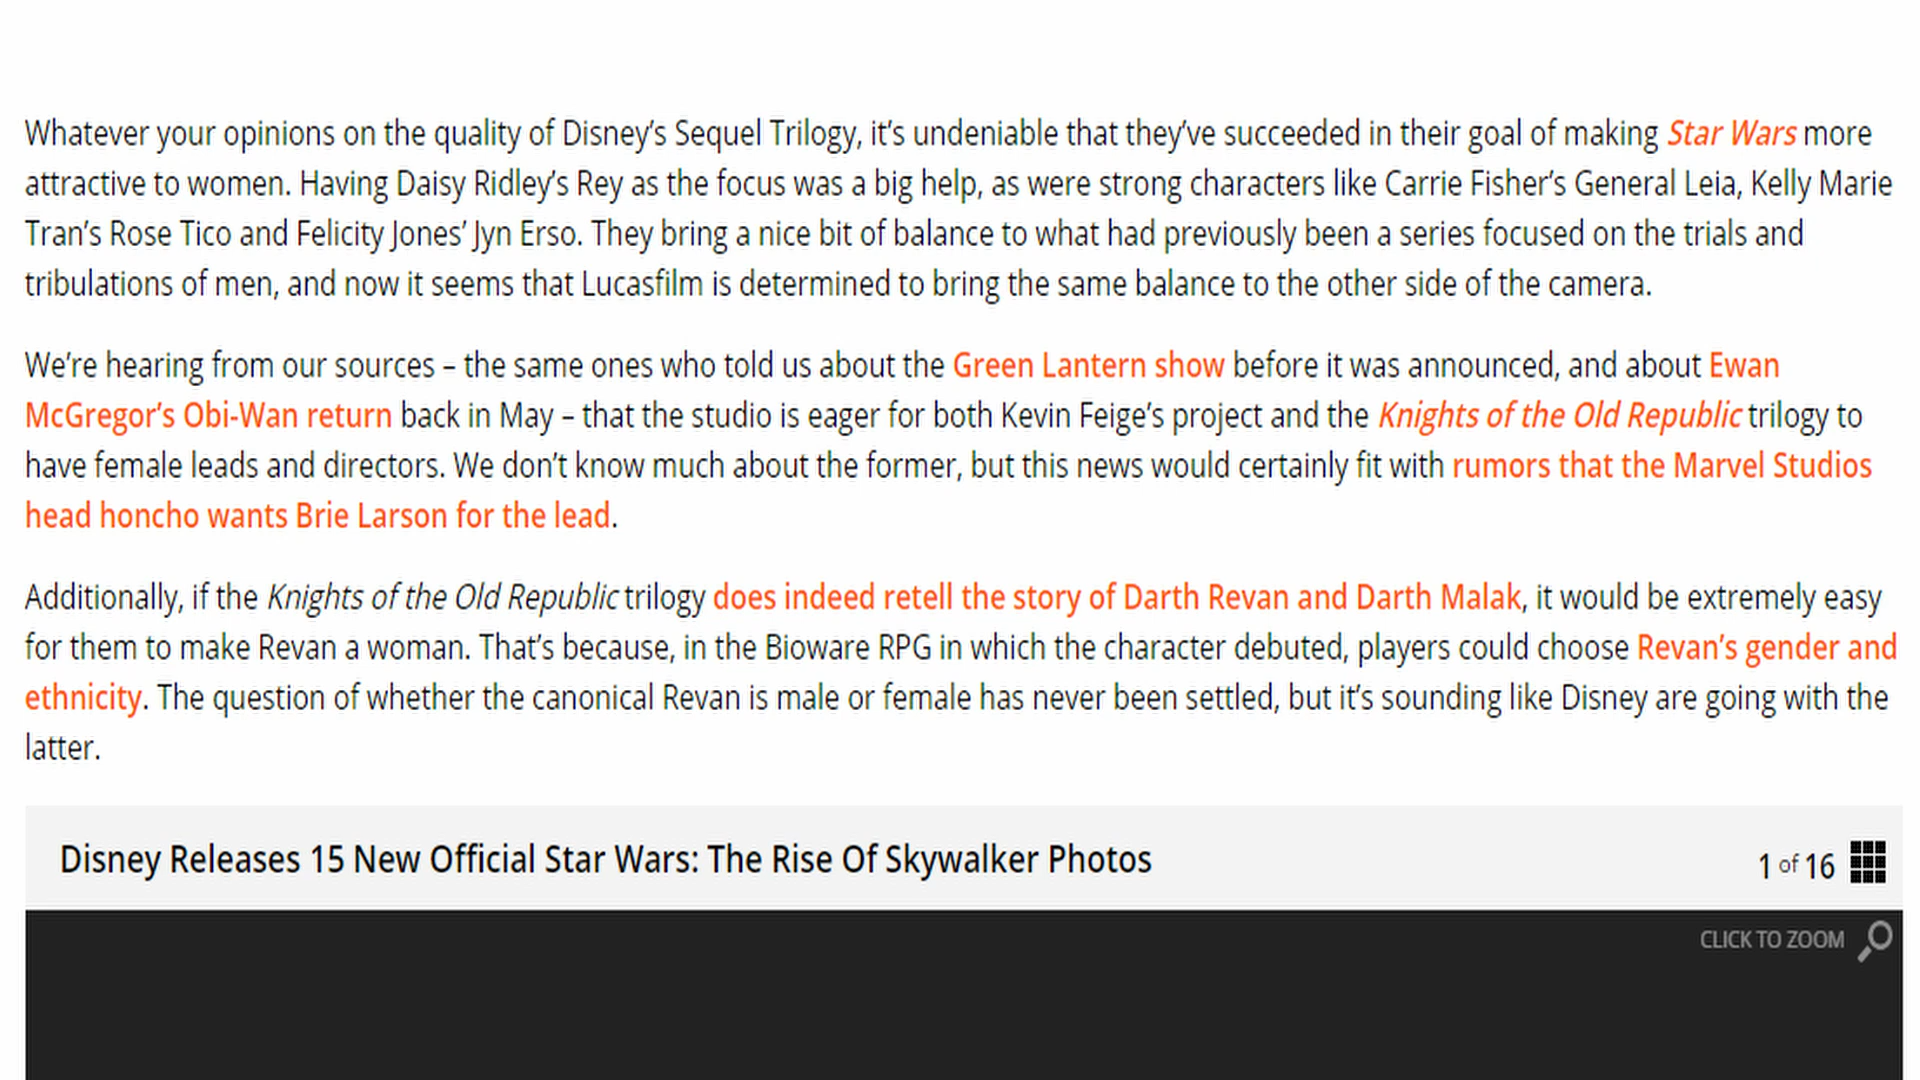 Whatever your opinions on the quality of Disney’s Sequel Trilogy, it’s undeniable that they’ve succeeded in their goal of making Star Wars more
attractive to women. Having Daisy Ridley’s Rey as the focus was a big help, as were strong characters like Carrie Fisher’s General Leia, Kelly Marie
Tran’s Rose Tico and Felicity Jones’ Jyn Erso. They bring a nice bit of balance to what had previously been a series focused on the trials and
tribulations of men, and now it seems that Lucasfilm is determined to bring the same balance to the other side of the camera.
We’re hearing from our sources – the same ones who told us about the Green Lantern show before it was announced, and about Ewan
McGregor’s Obi-Wan return back in May – that the studio is eager for both Kevin Feige’s project and the Knights of the Old Republic trilogy to
have female leads and directors. We don’t know much about the former, but this news would certainly fit with rumors that the Marvel Studios
head honcho wants Brie Larson for the lead.
Additionally, if the Knights of the Old Republic trilogy does indeed retell the story of Darth Revan and Darth Malak, it would be extremely easy
for them to make Revan a woman. That’s because, in the Bioware RPG in which the character debuted, players could choose Revan’s gender and
ethnicity. The question of whether the canonical Revan is male or female has never been settled, but it’s sounding like Disney are going with the
latter.
Disney Releases 15 New Official Star Wars: The Rise Of Skywalker Photos
1 of 16
CLICK TO ZOOM